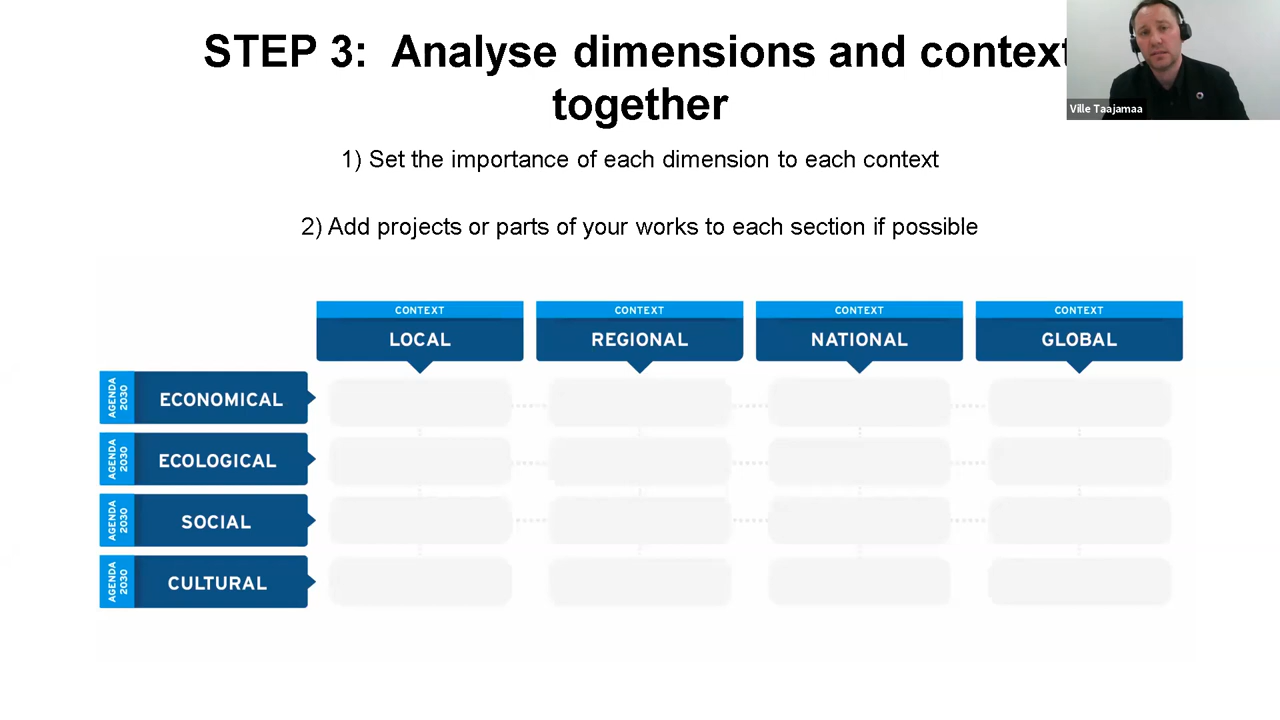 STEP 3: Analyse dimensions and context
together
Ville Taajamaa
1) Set the importance of each dimension to each context
2) Add projects or parts of your works to each section if possible
CONTEXT CONTEXT CONTEXT CONTEXT
LOCAL REGIONAL NATIONAL GLOBAL
AGENDA 2030 ECONOMICAL
AGENDA 2030 ECOLOGICAL
AGENDA 2030 SOCIAL
AGENDA 2030 CULTURAL